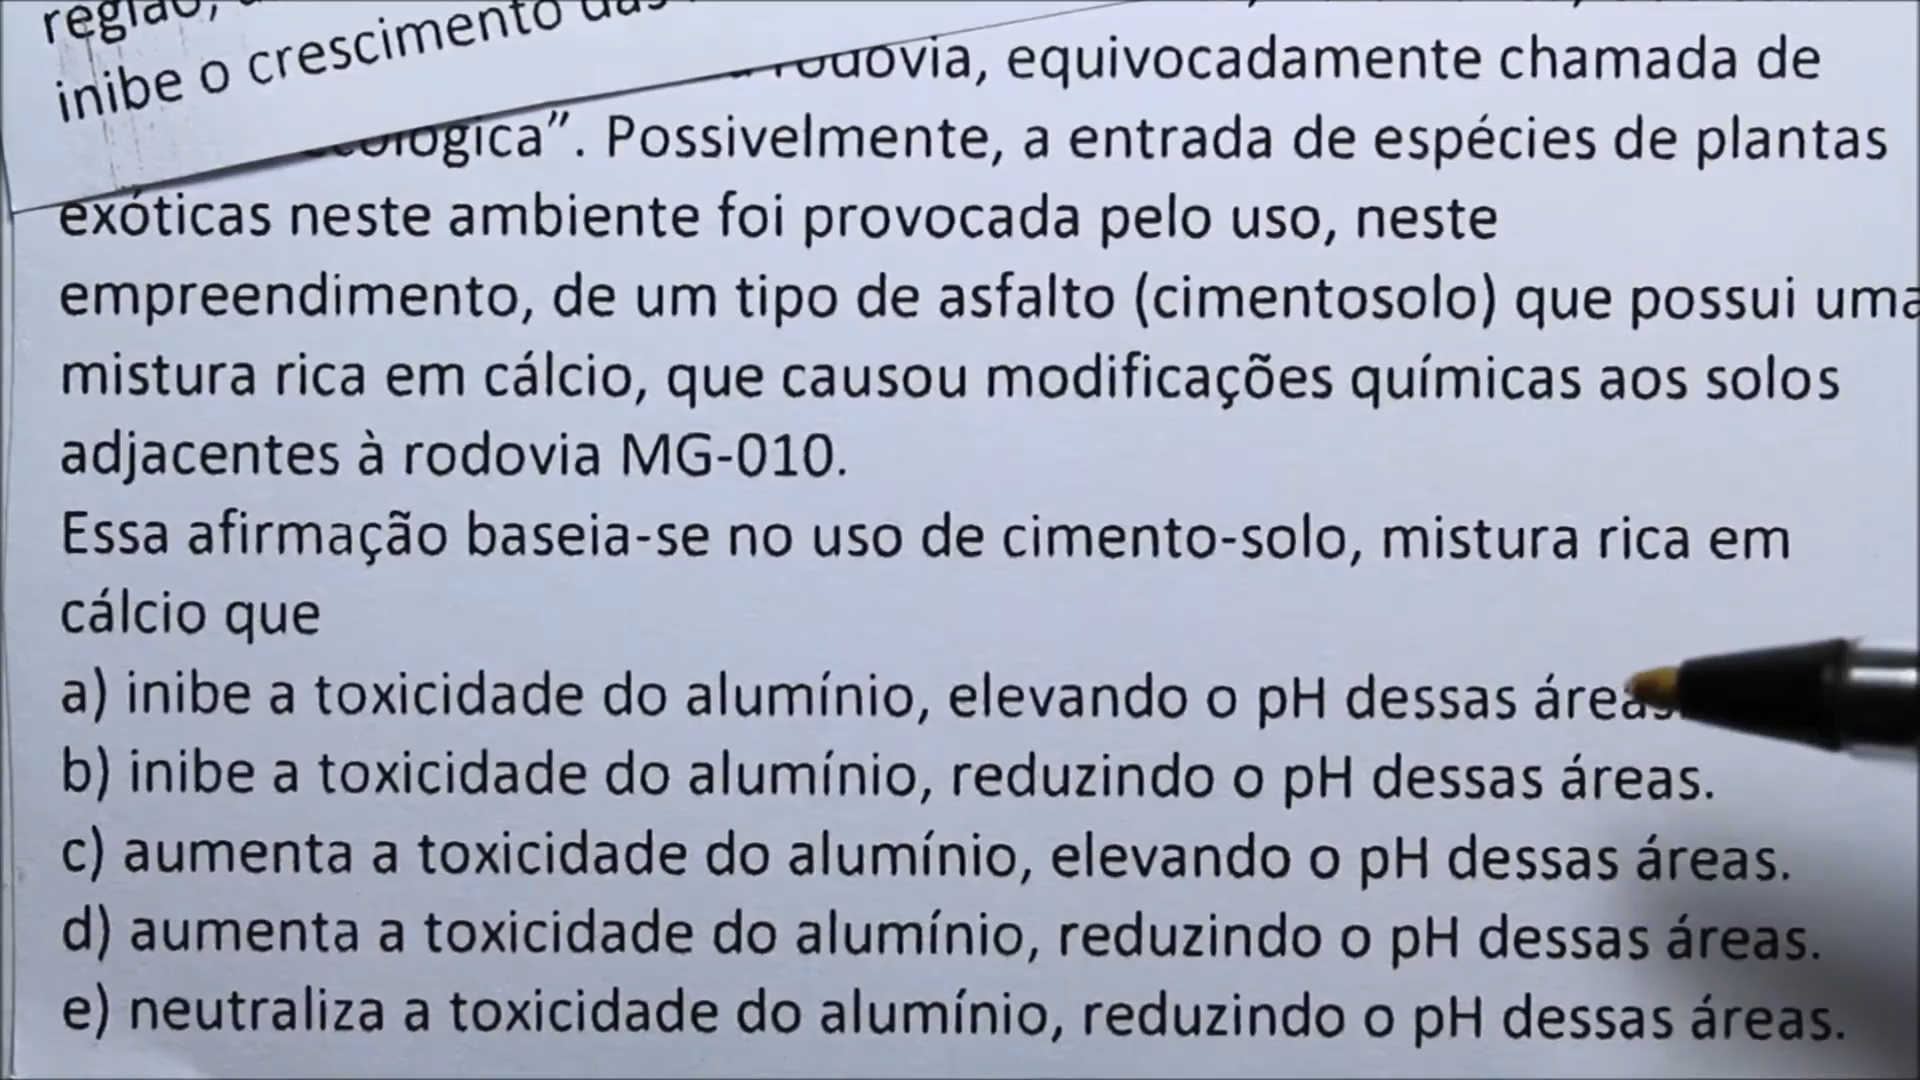 região,
inibe o crescimento das
rodovia, equivocadamente chamada de
ecológica”. Possivelmente, a entrada de espécies de plantas
exóticas neste ambiente foi provocada pelo uso, neste
empreendimento, de um tipo de asfalto (cimentosolo) que possui uma
mistura rica em cálcio, que causou modificações químicas aos solos
adjacentes à rodovia MG-010.
Essa afirmação baseia-se no uso de cimento-solo, mistura rica em
cálcio que
a) inibe a toxicidade do alumínio, elevando o pH dessas áreas.
b) inibe a toxicidade do alumínio, reduzindo o pH dessas áreas.
c) aumenta a toxicidade do alumínio, elevando o pH dessas áreas.
d) aumenta a toxicidade do alumínio, reduzindo o pH dessas áreas.
e) neutraliza a toxicidade do alumínio, reduzindo o pH dessas áreas.